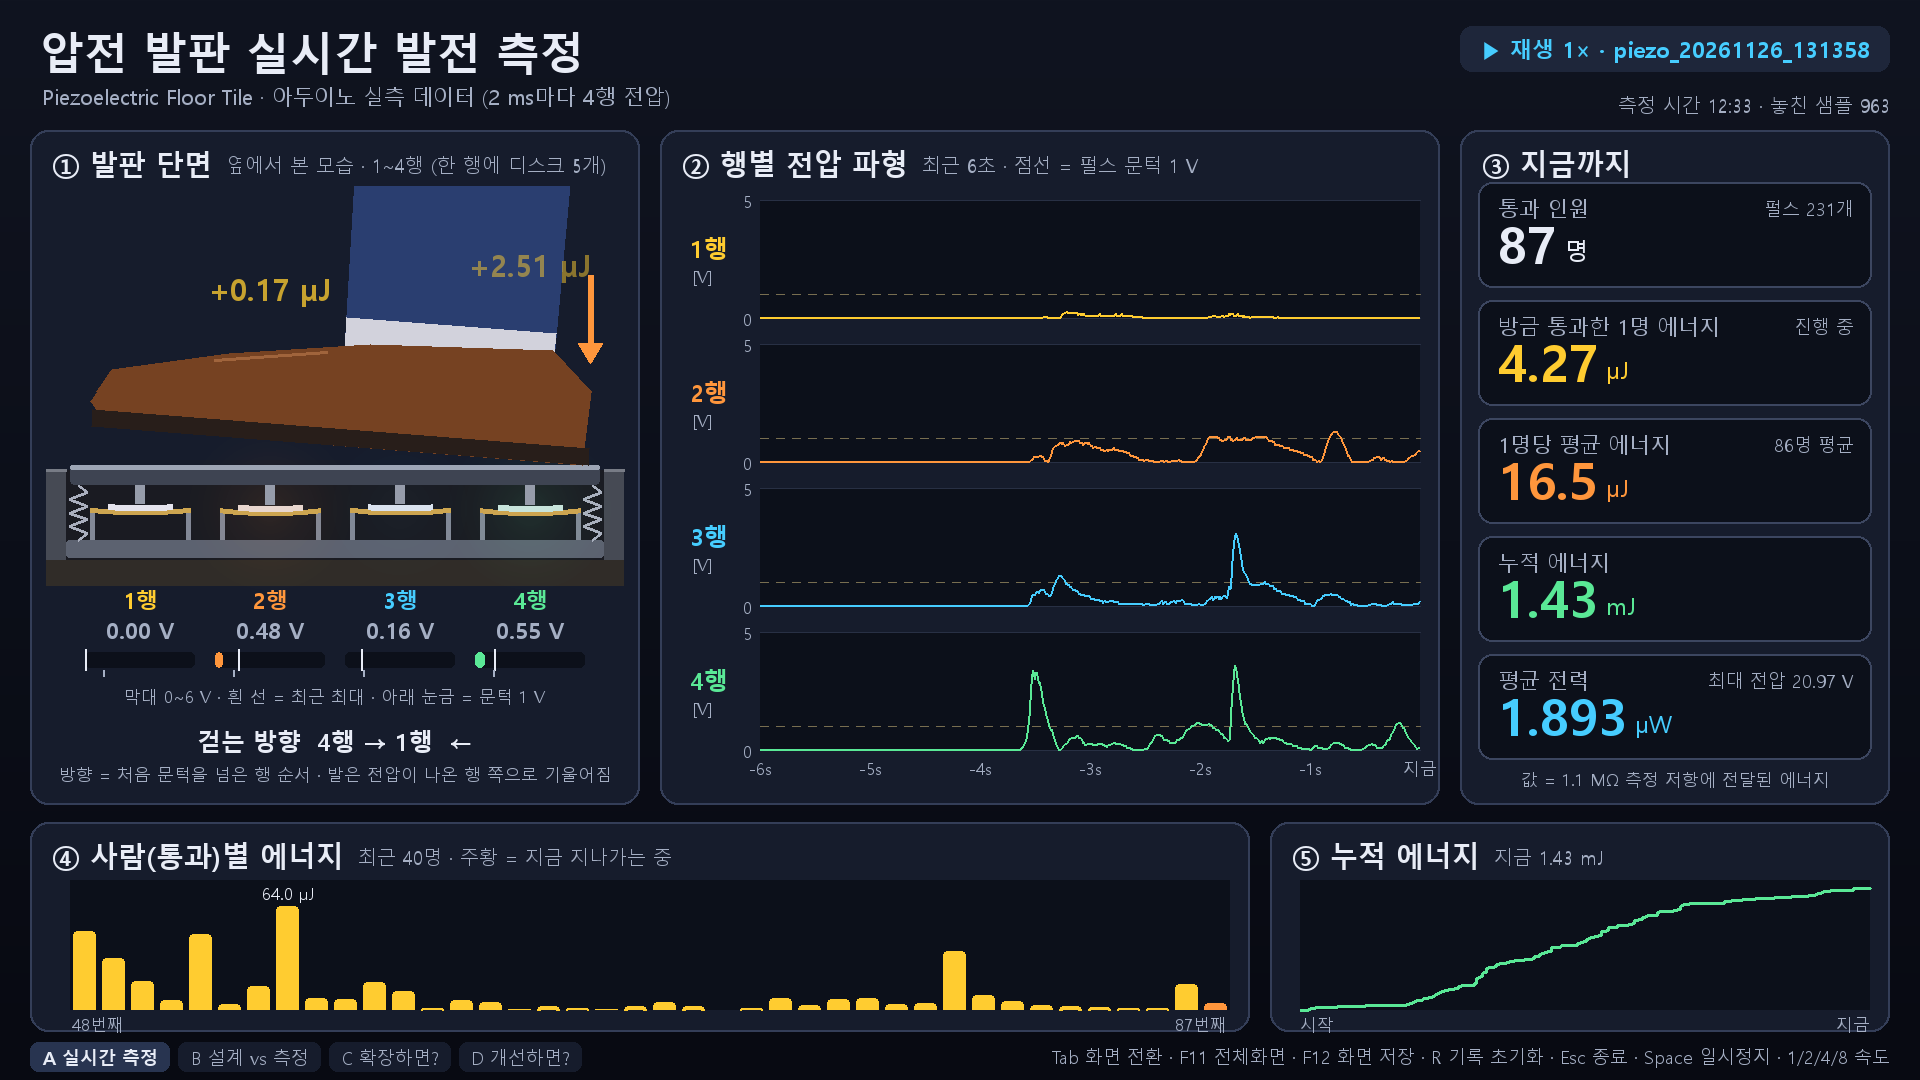 압전 발판 실시간 발전 측정
Piezoelectric Floor Tile · 아두이노 실측 데이터 (2 ms마다 4행 전압)
▶ 재생 1× · piezo_20261126_131358
측정 시간 12:33 · 놓친 샘플 963
① 발판 단면 옆에서 본 모습 · 1~4행 (한 행에 디스크 5개)
+2.51 µJ
+0.17 µJ
1행 2행 3행 4행
0.00 V 0.48 V 0.16 V 0.55 V
막대 0~6 V · 흰 선 = 최근 최대 · 아래 눈금 = 문턱 1 V
걷는 방향 4행 → 1행 ←
방향 = 처음 문턱을 넘은 행 순서 · 발은 전압이 나온 행 쪽으로 기울어짐
② 행별 전압 파형 최근 6초 · 점선 = 펄스 문턱 1 V
5
1행
[V]
0
5
2행
[V]
0
5
3행
[V]
0
5
4행
[V]
0
-6s -5s -4s -3s -2s -1s 지금
③ 지금까지
통과 인원 펄스 231개
87 명
방금 통과한 1명 에너지 진행 중
4.27 µJ
1명당 평균 에너지 86명 평균
16.5 µJ
누적 에너지
1.43 mJ
평균 전력 최대 전압 20.97 V
1.893 µW
값 = 1.1 MΩ 측정 저항에 전달된 에너지
④ 사람(통과)별 에너지 최근 40명 · 주황 = 지금 지나가는 중
64.0 µJ
48번째 87번째
⑤ 누적 에너지 지금 1.43 mJ
시작 지금
A 실시간 측정 B 설계 vs 측정 C 확장하면? D 개선하면?
Tab 화면 전환 · F11 전체화면 · F12 화면 저장 · R 기록 초기화 · Esc 종료 · Space 일시정지 · 1/2/4/8 속도